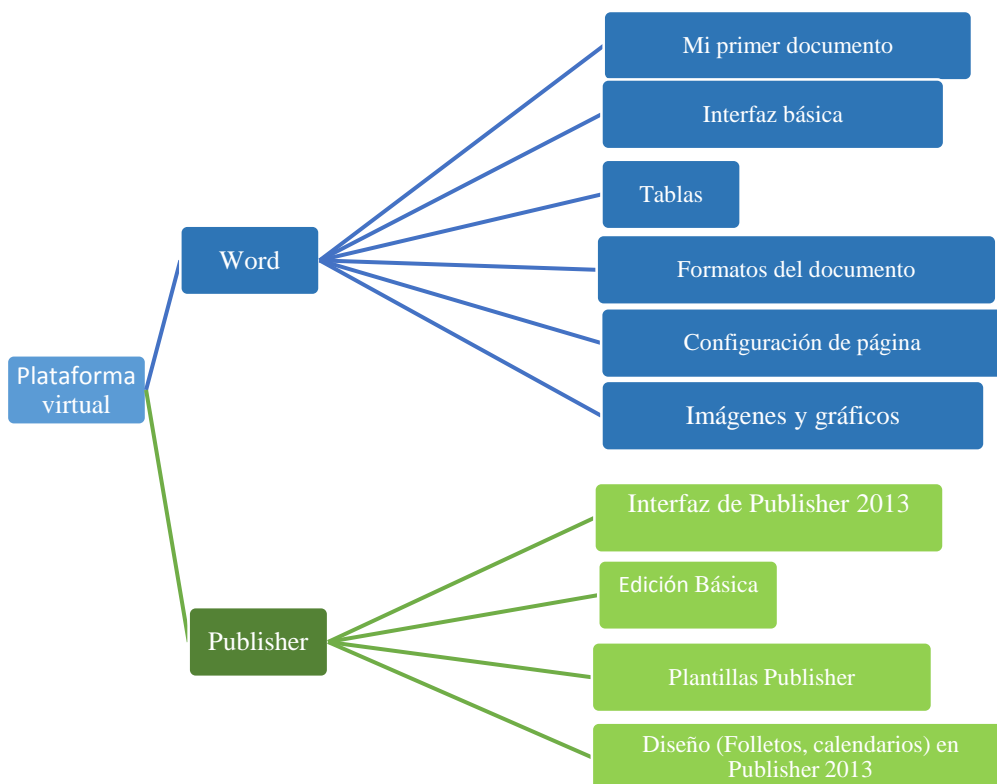 Mi primer documento
Interfaz básica
Tablas
Word
Formatos del documento
Configuración de página
Plataforma
virtual
Imágenes y gráficos
Interfaz de Publisher 2013
Edición Básica
Publisher
Plantillas Publisher
Diseño (Folletos, calendarios) en
Publisher 2013